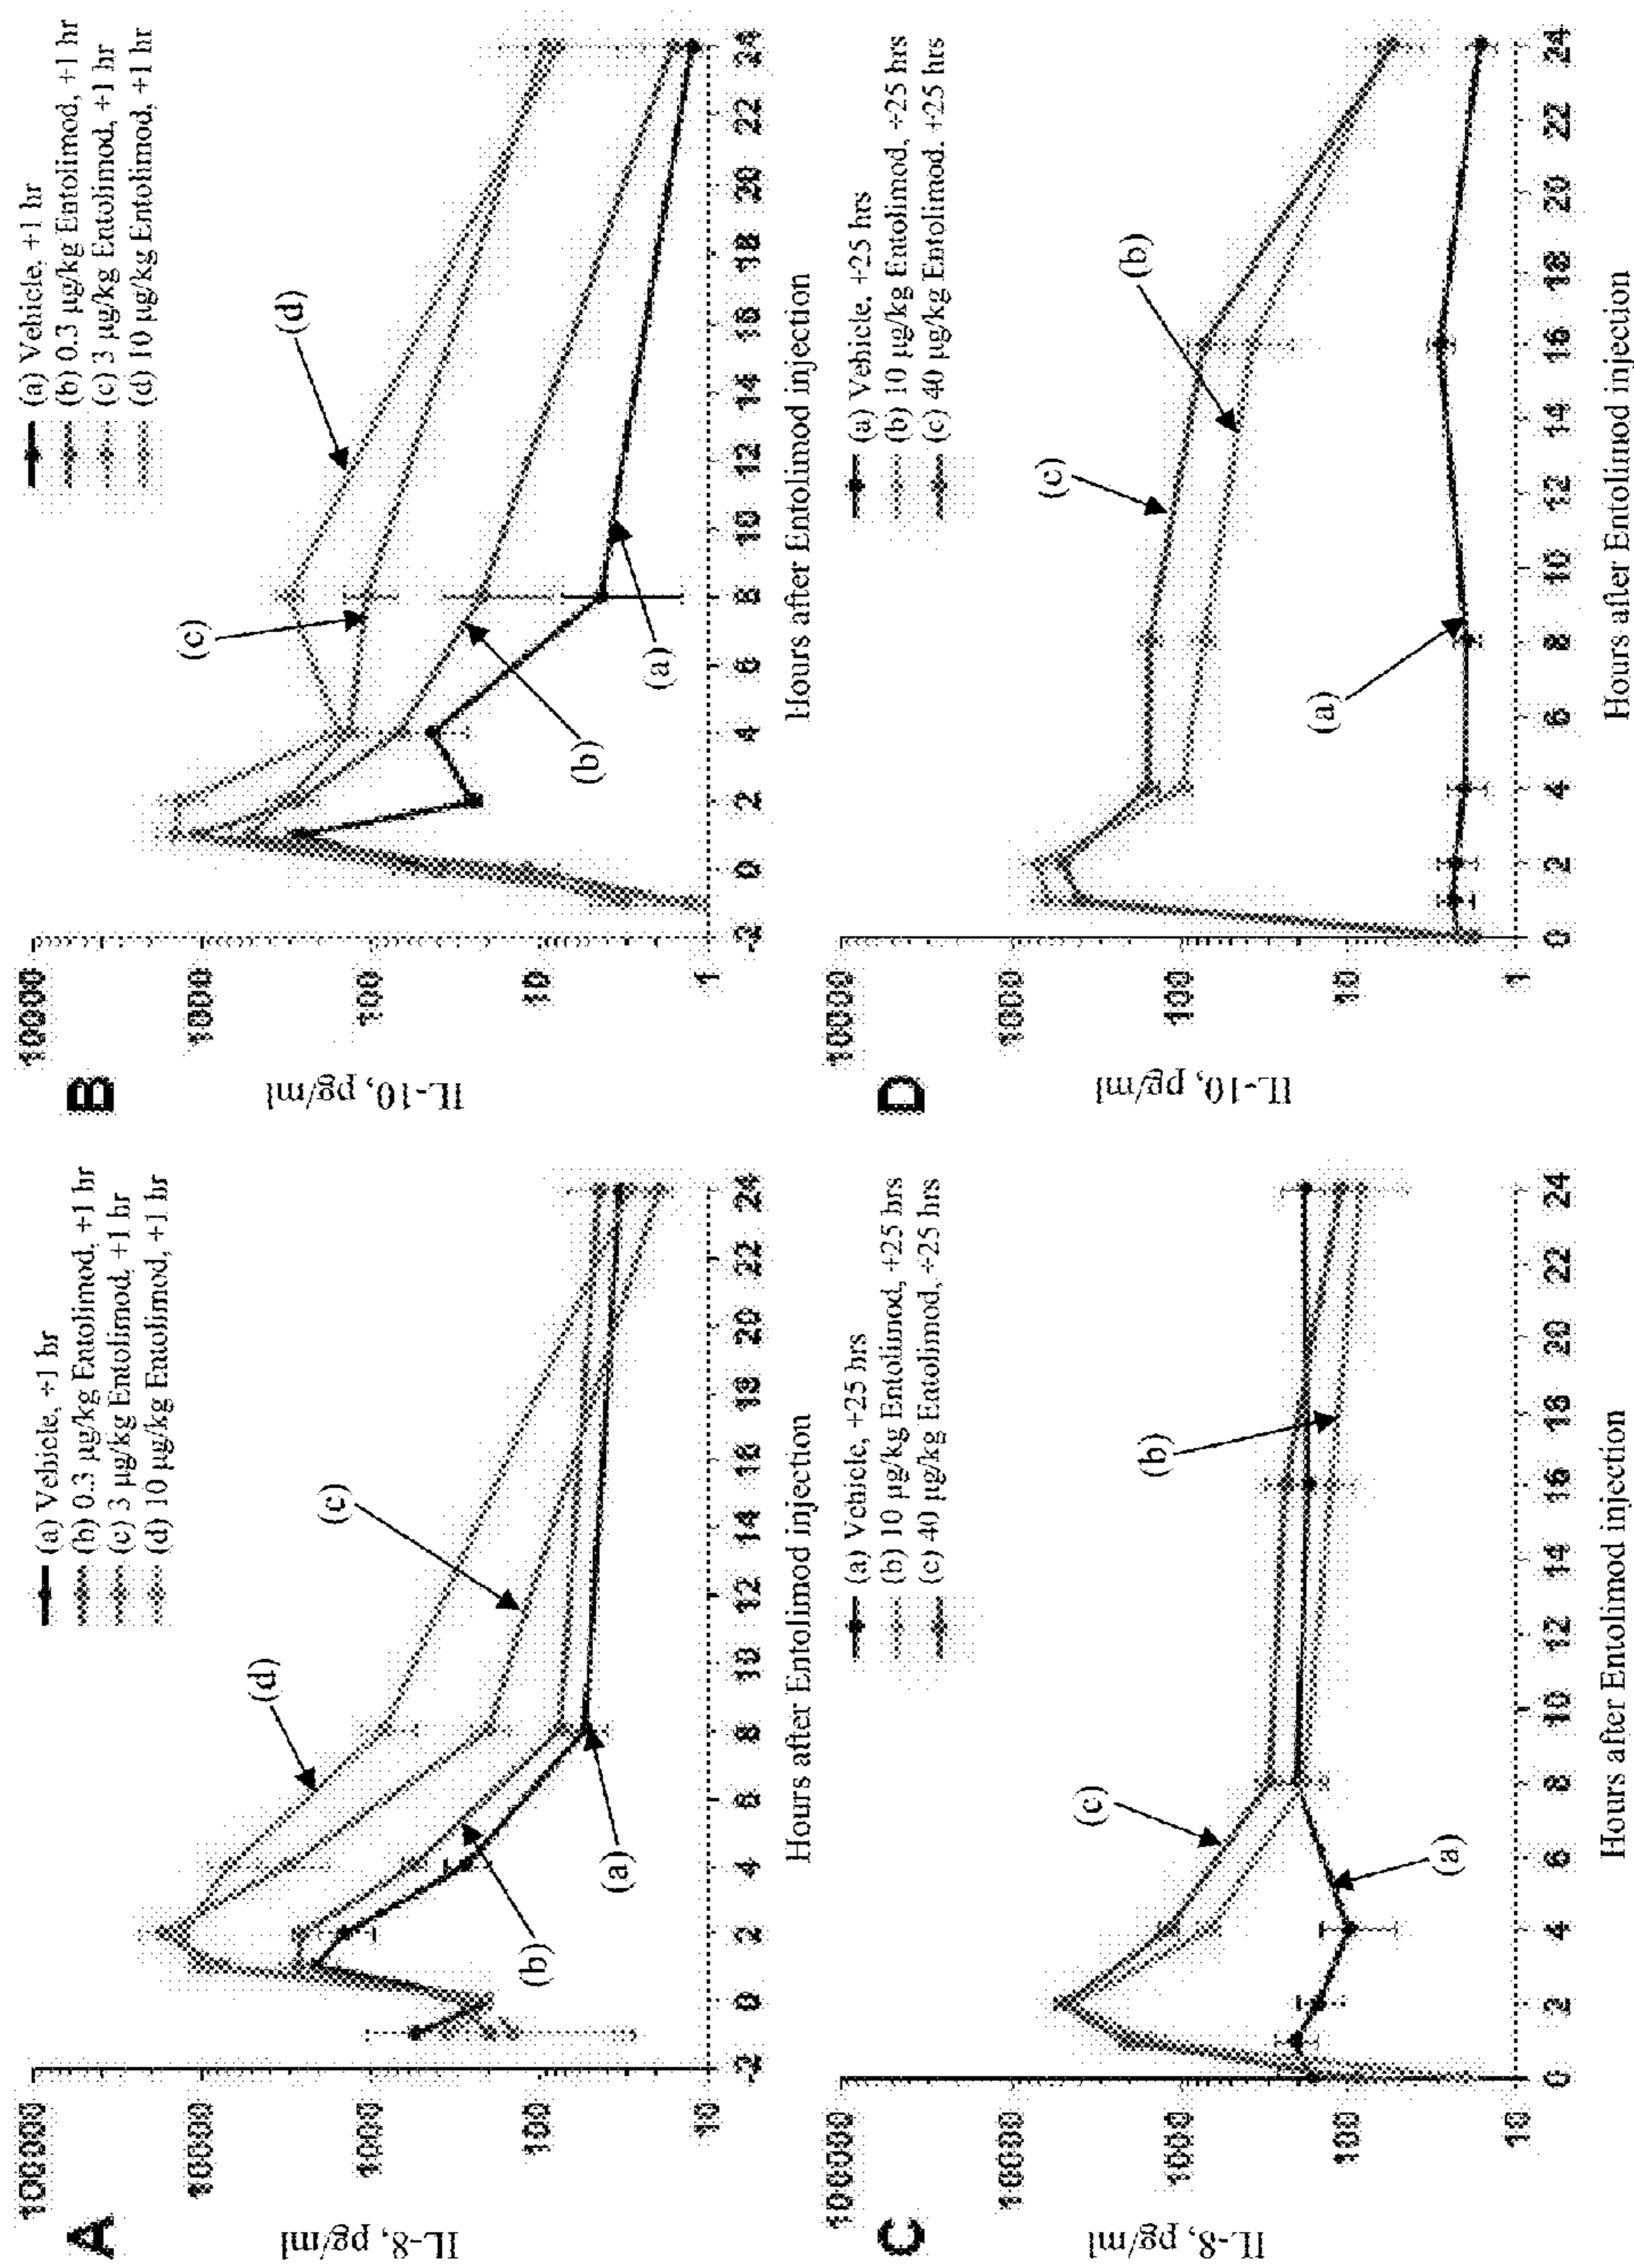 A
IL-8, pg/ml
100000
10000
1000
100
10
(a) Vehicle, +1 hr
(b) 0.3 µg/kg Entolimod, +1 hr
(c) 3 µg/kg Entolimod, +1 hr
(d) 10 µg/kg Entolimod, +1 hr
(d)
(c)
(b)
(a)
-2 0 2 4 6 8 10 12 14 16 18 20 22 24
Hours after Entolimod injection
B
IL-10, pg/ml
10000
1000
100
10
1
(a) Vehicle, +1 hr
(b) 0.3 µg/kg Entolimod, +1 hr
(c) 3 µg/kg Entolimod, +1 hr
(d) 10 µg/kg Entolimod, +1 hr
(c)
(d)
(b)
(a)
-2 0 2 4 6 8 10 12 14 16 18 20 22 24
Hours after Entolimod injection
C
IL-8, pg/ml
100000
10000
1000
100
10
(a) Vehicle, +25 hrs
(b) 10 µg/kg Entolimod, +25 hrs
(c) 40 µg/kg Entolimod, +25 hrs
(c)
(b)
(a)
0 2 4 6 8 10 12 14 16 18 20 22 24
Hours after Entolimod injection
D
IL-10, pg/ml
10000
1000
100
10
1
(a) Vehicle. +25 hrs
(b) 10 µg/kg Entolimod, +25 hrs
(c) 40 µg/kg Entolimod. +25 hrs
(c)
(b)
(a)
0 2 4 6 8 10 12 14 16 18 20 22 24
Hours after Entolimod injection